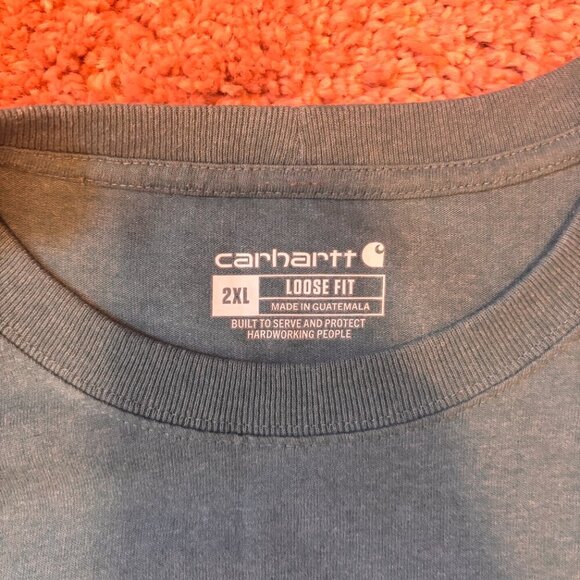 carhartt
2XL LOOSE FIT
MADE IN GUATEMALA
BUILT TO SERVE AND PROTECT
HARDWORKING PEOPLE